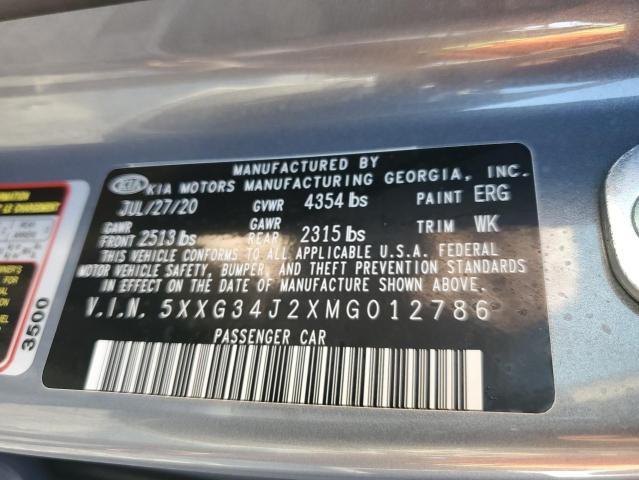 MANUFACTURED BY
KIA KIA MOTORS MANUFACTURING GEORGIA, INC.
JUL/27/20 GVWR 4354 lbs PAINT ERG
GAWR FRONT 2513 lbs GAWR REAR 2315 lbs TRIM WK
THIS VEHICLE CONFORMS TO ALL APPLICABLE U.S.A. FEDERAL
MOTOR VEHICLE SAFETY, BUMPER, AND THEFT PREVENTION STANDARDS
IN EFFECT ON THE DATE OF MANUFACTURE SHOWN ABOVE.
V.I.N. 5XXG34J2XMG012786
PASSENGER CAR
3500